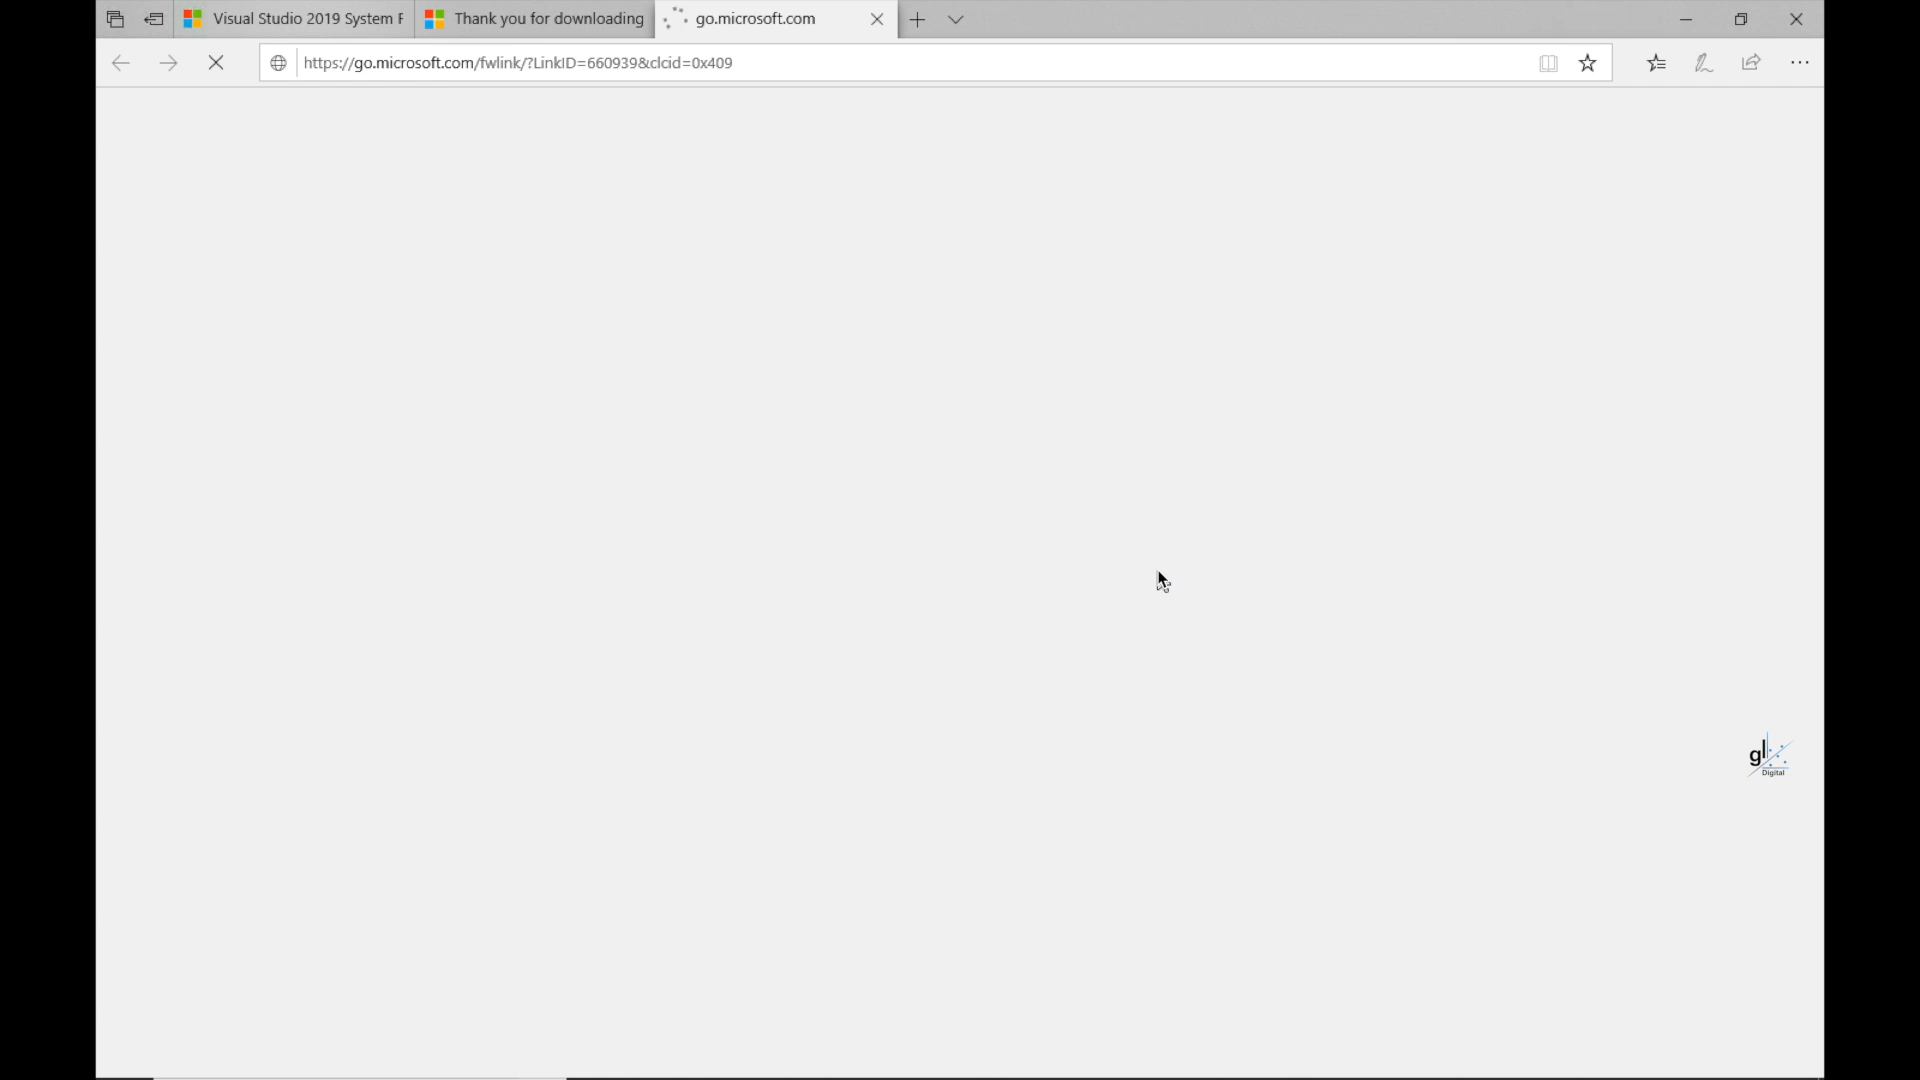 Visual Studio 2019 System F
Thank you for downloading
go.microsoft.com
https://go.microsoft.com/fwlink/?LinkID=660939&clcid=0x409
gl
Digital